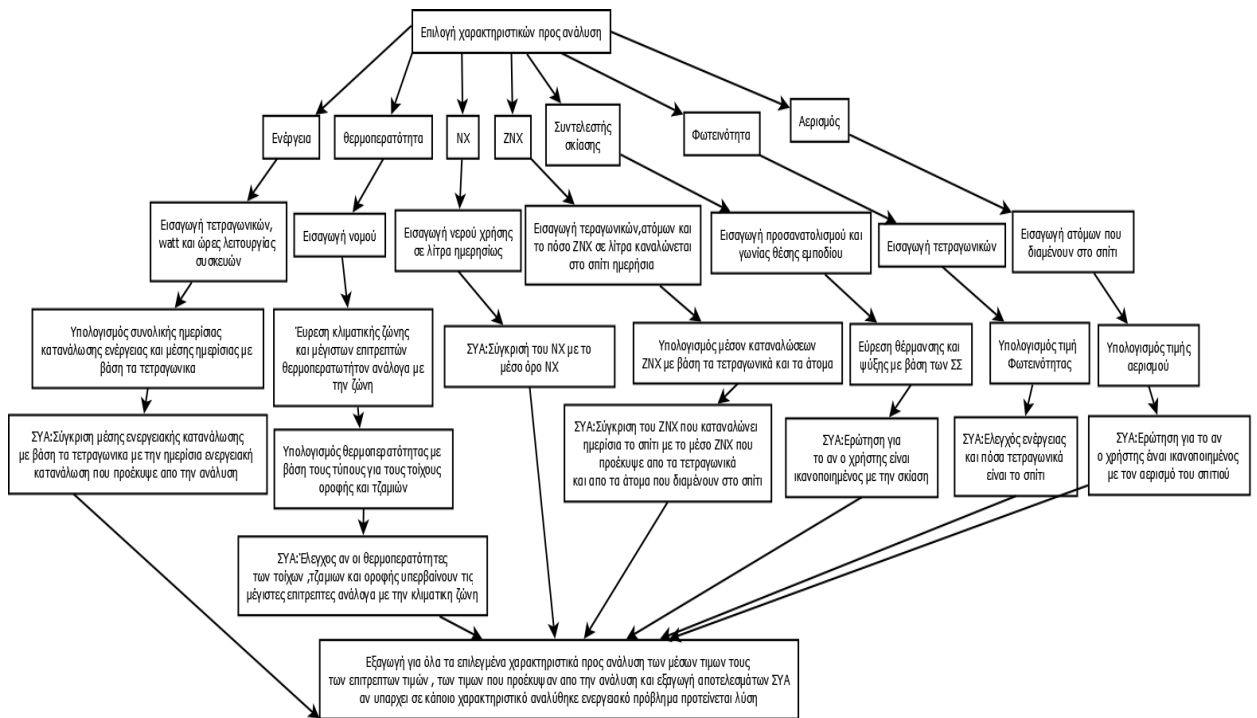 Επιλογή χαρακτηριστικών προς ανάλυση
Ενέργεια
θερμοπερατότητα
ΝΧ
ΖΝΧ
Συντελεστής
σκίασης
Φωτεινότητα
Αερισμός
Εισαγωγή τετραγωνικών,
watt και ώρες λειτουργίας
συσκευών
Εισαγωγή νομού
Εισαγωγή νερού χρήσης
σε λίτρα ημερησίως
Εισαγωγή τεραγωνικών,ατόμων και
το πόσο ΖΝΧ σε λίτρα καναλώνεται
στο σπίτι ημερήσια
Εισαγωγή προσανατολισμού και
γωνίας θέσης εμποδίου
Εισαγωγή τετραγωνικών
Εισαγωγή ατόμων που
διαμένουν στο σπίτι
Υπολογισμός συνολικής ημερίσιας
κατανάλωσης ενέργειας και μέσης ημερίσιας με
βάση τα τετραγωνικα
Έυρεση κλιματικής ζώνης
και μέγιστων επιτρεπτών
θερμοπερατωτήτον ανάλογα με
την ζώνη
ΣΥΑ:Σύγκρισή του ΝΧ με το
μέσο όρο ΝΧ
Υπολογισμός μέσον καταναλώσεων
ΖΝΧ με βάση τα τετραγωνικά και τα άτομα
Εύρεση θέρμανσης και
ψύξης με βάση των ΣΣ
Υπολογισμός τιμή
Φωτεινότητας
Υπολογισμός τιμής
αερισμού
ΣΥΑ:Σύγκριση μέσης ενεργειακής κατανάλωσης
με βάση τα τετραγωνικα με την ημερίσια ενεργειακή
κατανάλωση που προέκυψε απο την ανάλυση
Υπολογισμός θερμοπερατότητας με
βάση τους τύπους για τους τοίχους
οροφής και τζαμιών
ΣΥΑ:Σύγκριση του ΖΝΧ που καταναλώνει
ημερίσια το σπίτι με το μέσο ΖΝΧ που
προέκυψε απο τα τετραγωνικά
και απο τα άτομα που διαμένουν στο σπίτι
ΣΥΑ:Ερώτηση για
το αν ο χρήστης είναι
ικανοποιημένος με την σκίαση
ΣΥΑ:Ελεγχός ενέργειας
και πόσα τετραγωνικά
είναι το σπίτι
ΣΥΑ:Ερώτηση για το αν
ο χρήστης έιναι ικανοποιημένος
με τον αερισμό του σπιτιού
ΣΥΑ:Έλεγχος αν οι θερμοπερατότητες
των τοίχων ,τζαμιων και οροφής υπερβαίνουν τις
μέγιστες επιτρεπτες ανάλογα με την κλιματικη ζώνη
Εξαγωγή για όλα τα επιλεγμένα χαρακτηριστικά προς ανάλυση των μέσων τιμων τους
των επιτρεπτων τιμών , των τιμων που προέκυψαν απο την ανάλυση και εξαγωγή αποτελεσμάτων ΣΥΑ
αν υπαρχει σε κάποιο χαρακτηριστικό αναλύθηκε ενεργειακό πρόβλημα προτείνεται λύση